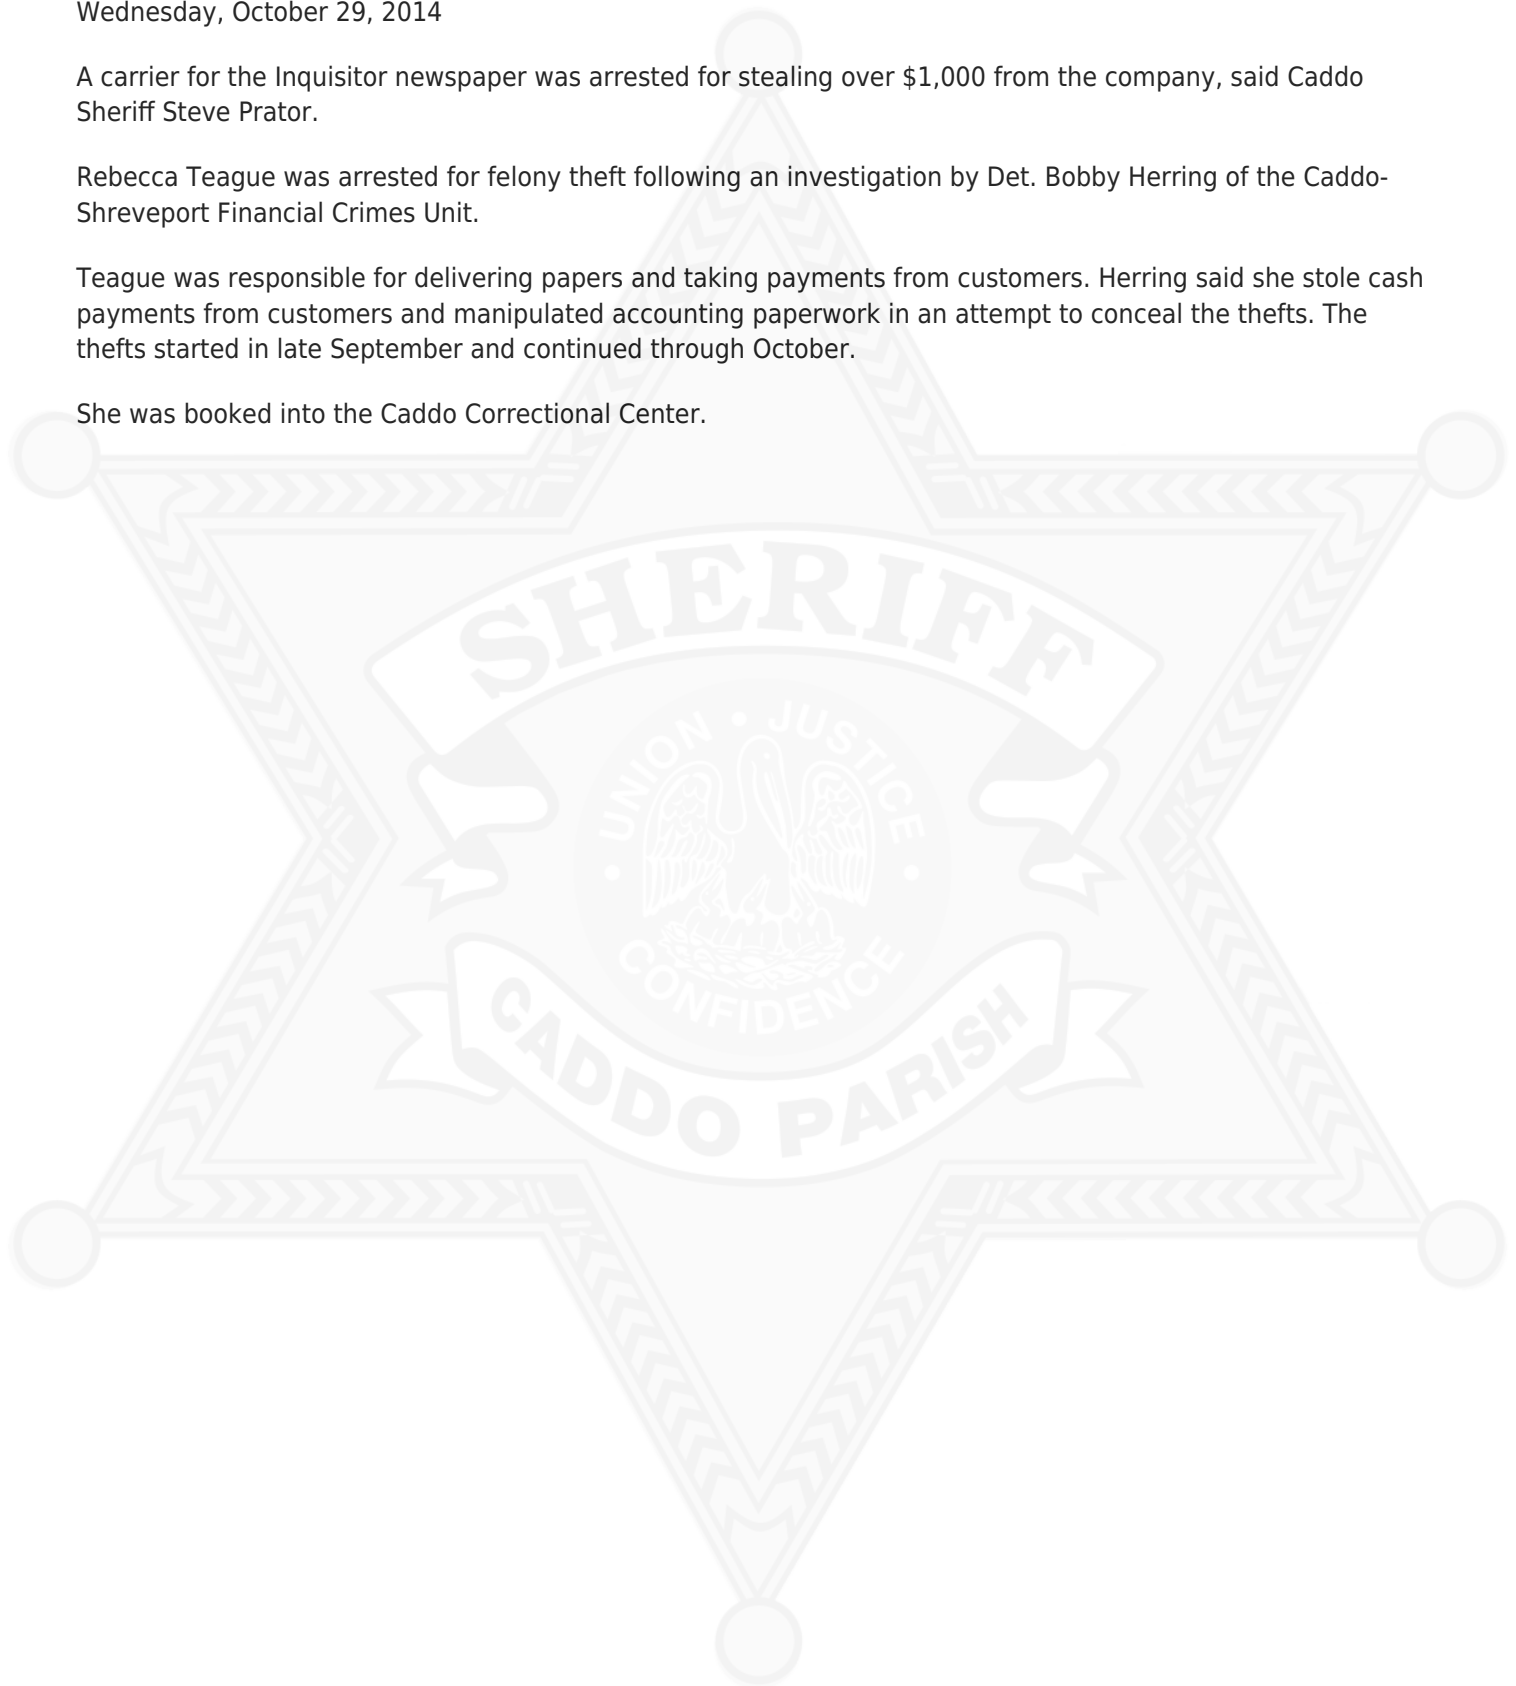 Wednesday, October 29, 2014
A carrier for the Inquisitor newspaper was arrested for stealing over $1,000 from the company, said Caddo
Sheriff Steve Prator.
Rebecca Teague was arrested for felony theft following an investigation by Det. Bobby Herring of the Caddo-
Shreveport Financial Crimes Unit.
Teague was responsible for delivering papers and taking payments from customers. Herring said she stole cash
payments from customers and manipulated accounting paperwork in an attempt to conceal the thefts. The
thefts started in late September and continued through October.
She was booked into the Caddo Correctional Center.
SHERIFF
UNION • JUSTICE
• CONFIDENCE •
CADDO PARISH